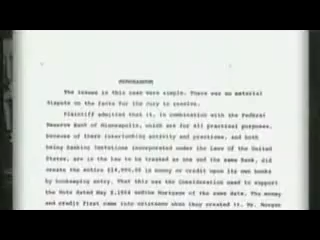 MEMORANDUM
The issues in this case were simple. There was no material
dispute on the facts for the Jury to resolve.
Plaintiff admitted that it, in combination with the Federal
Reserve Bank of Minneapolis, which are for all practical purposes,
because of there interlocking activity and practices, and both
being Banking Instutions incorporated under the Laws of the United
States, are in the Law to be treated as one and the same Bank, did
create the entire $14,000.00 in money or credit upon its own books
by bookkeeping entry. That this was the Consideration used to support
the Note dated May 8, 1964 and the Mortgage of the same date. The money
and credit first came into existance when they created it. Mr. Morgan